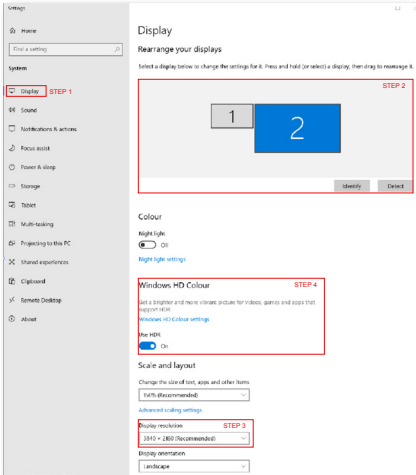 Settings
Home
Find a setting
System
Display STEP 1
Sound
Notifications & actions
Focus assist
Power & sleep
Storage
Tablet
Multi-tasking
Projecting to this PC
Shared experiences
Clipboard
Remote Desktop
About
Display
Rearrange your displays
Select a display below to change the settings for it. Press and hold (or select) a display, then drag to rearrange it.
STEP 2
1 2
Identify Detect
Colour
Night light
Off
Night light settings
Windows HD Colour STEP 4
Get a brighter and more vibrant picture for videos, games and apps that
support HDR.
Windows HD Colour settings
Use HDR
On
Scale and layout
Change the size of text, apps and other items
150% (Recommended)
Advanced scaling settings
Display resolution STEP 3
3840 × 2160 (Recommended)
Display orientation
Landscape